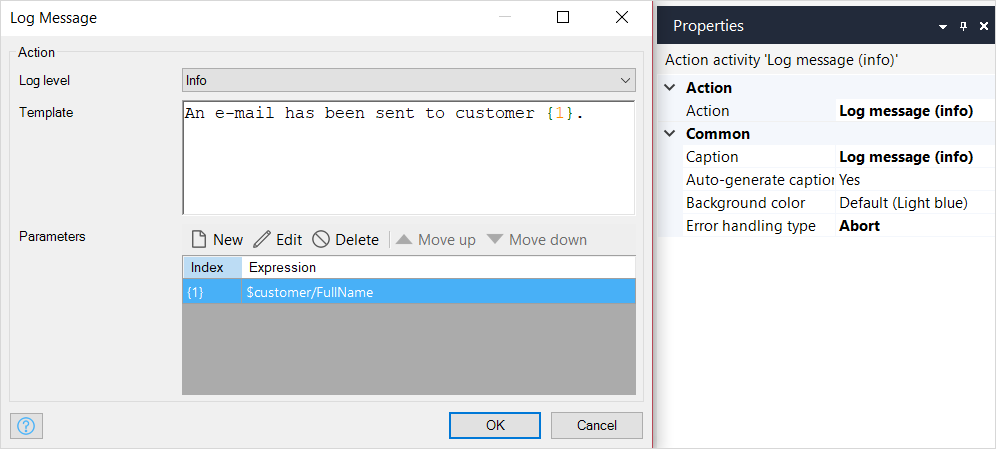 Log Message
Action
Log level
Info
Template
An e-mail has been sent to customer {1}.
Parameters
New Edit Delete Move up Move down
Index Expression
{1} $customer/FullName
? OK Cancel
Properties
Action activity 'Log message (info)'
Action
Action Log message (info)
Common
Caption Log message (info)
Auto-generate caption Yes
Background color Default (Light blue)
Error handling type Abort